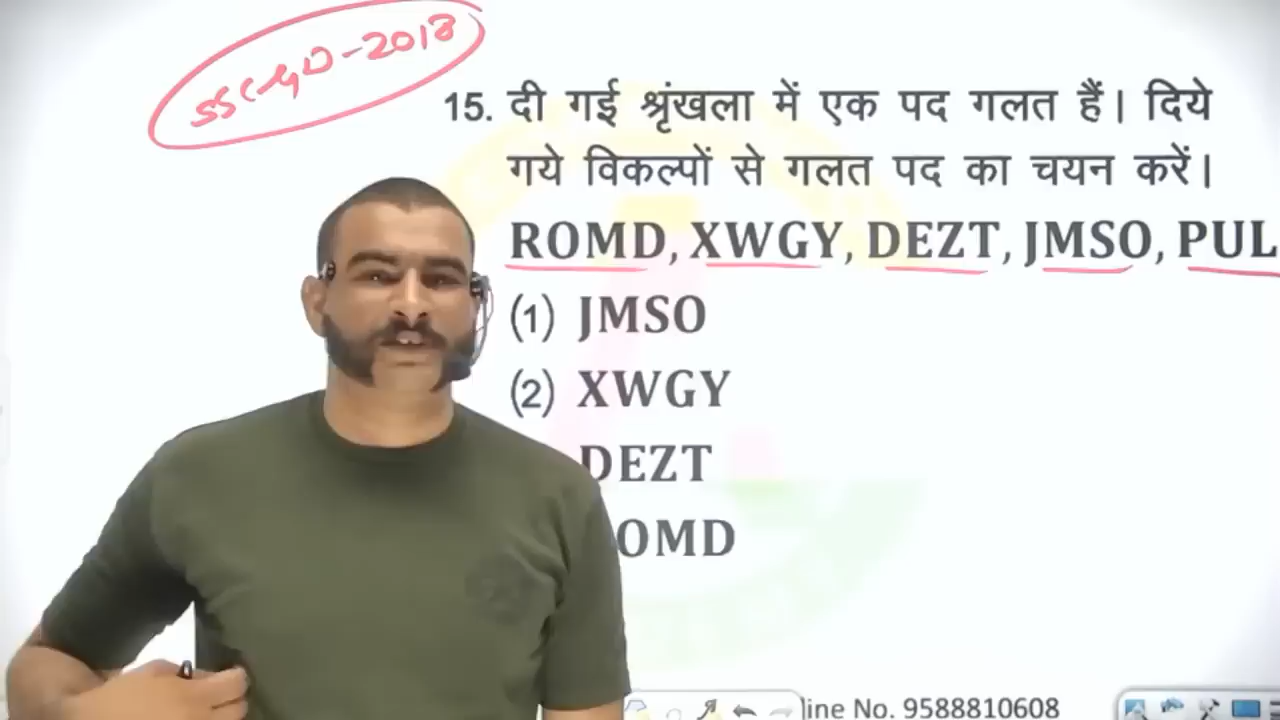 SSC-GD-2018
15. दी गई श्रृंखला में एक पद गलत हैं। दिये
गये विकल्पों से गलत पद का चयन करें।
ROMD, XWGY, DEZT, JMSO, PUL
(1) JMSO
(2) XWGY
DEZT
OMD
line No. 9588810608